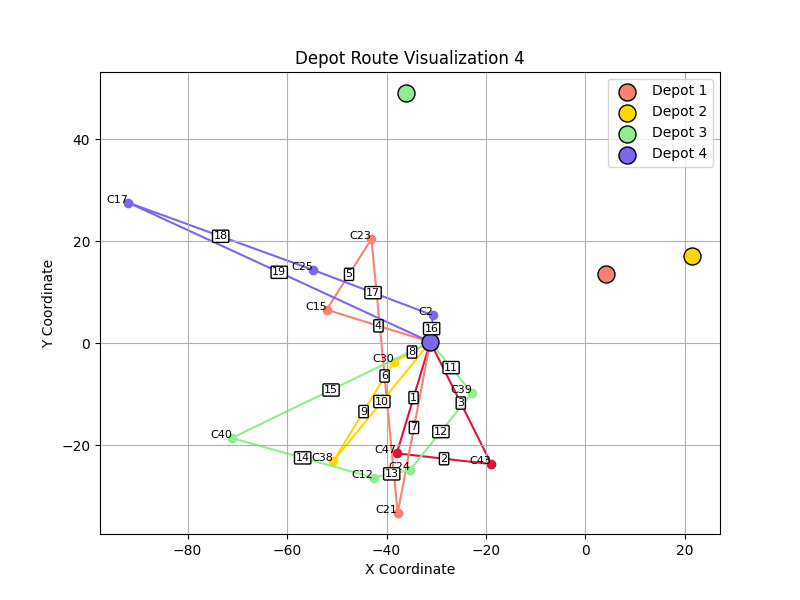 Depot Route Visualization 4
Depot 1
Depot 2
Depot 3
Depot 4
Y Coordinate
40
20
0
−20
C17
18
C25
19
C23
5
17
C15
4
C2
16
8
C30
6
11
15
9
10
1
C39
3
7
12
C40
14
C38
C47
2
C43
C24
13
C12
C21
−80
−60
−40
−20
0
20
X Coordinate